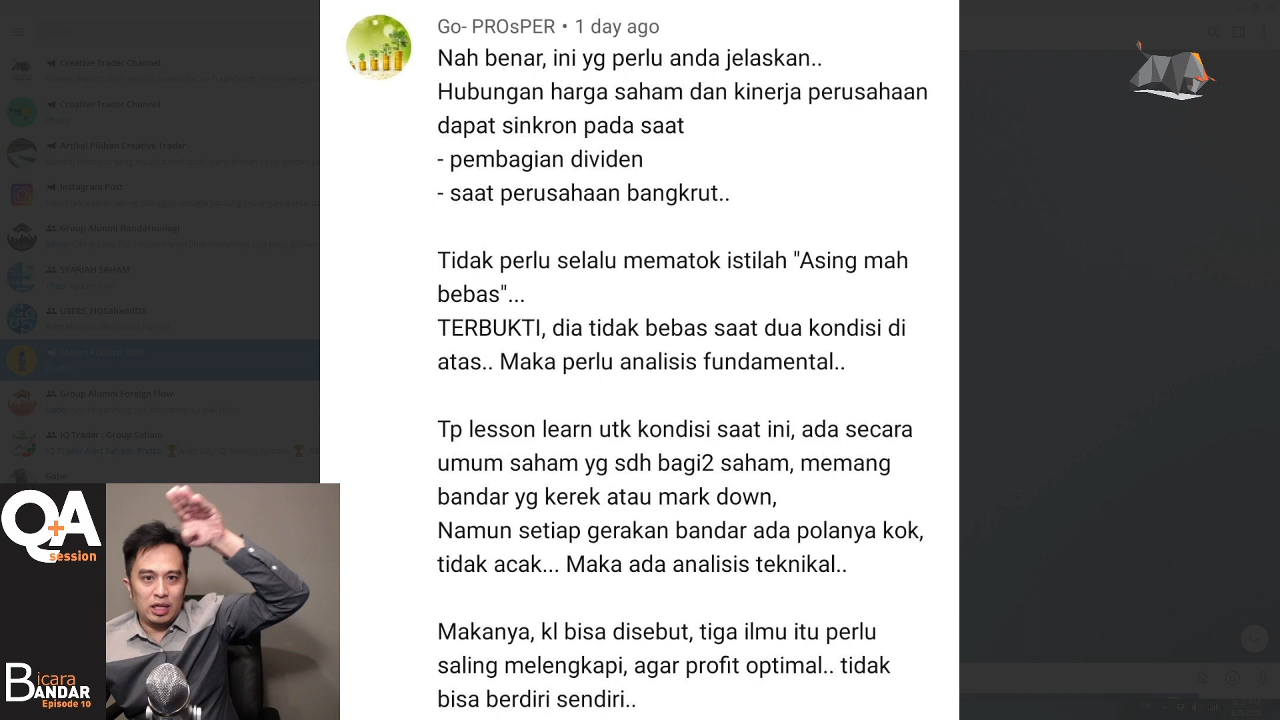 Go- PROsPER • 1 day ago
Nah benar, ini yg perlu anda jelaskan..
Hubungan harga saham dan kinerja perusahaan
dapat sinkron pada saat
- pembagian dividen
- saat perusahaan bangkrut..
Tidak perlu selalu mematok istilah "Asing mah
bebas"...
TERBUKTI, dia tidak bebas saat dua kondisi di
atas.. Maka perlu analisis fundamental..
Tp lesson learn utk kondisi saat ini, ada secara
umum saham yg sdh bagi2 saham, memang
bandar yg kerek atau mark down,
Namun setiap gerakan bandar ada polanya kok,
tidak acak... Maka ada analisis teknikal..
Makanya, kl bisa disebut, tiga ilmu itu perlu
saling melengkapi, agar profit optimal.. tidak
bisa berdiri sendiri..
Creative Trader Channel
Creative Trader Channel
Artikel Pilihan Creative Trader
Instagram Post
Group Alumni Bandarmologi
SYARIAH SAHAM
Group Alumni Foreign Flow
IQ Trader : Group Saham
Q+A
session
Bicara
BANDAR
Episode 10